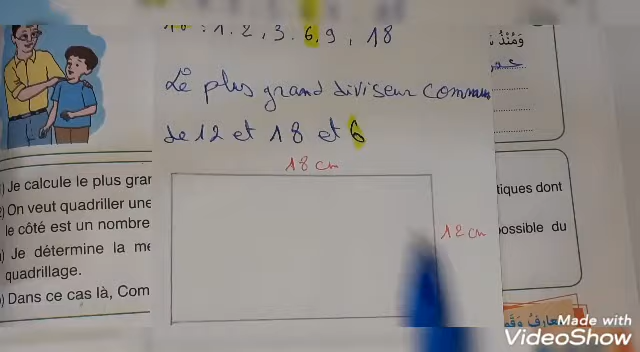 18 : 1 . 2 , 3 . 6 . 9 , 18
Le plus grand diviseur commun
de 12 et 18 et 6
18 cm
12 cm
وَمُنْذُ
Je calcule le plus gran
On veut quadriller une
le côté est un nombre
Je détermine la me
quadrillage.
Dans ce cas là, Com
tiques dont
possible du
Made with
VideoShow